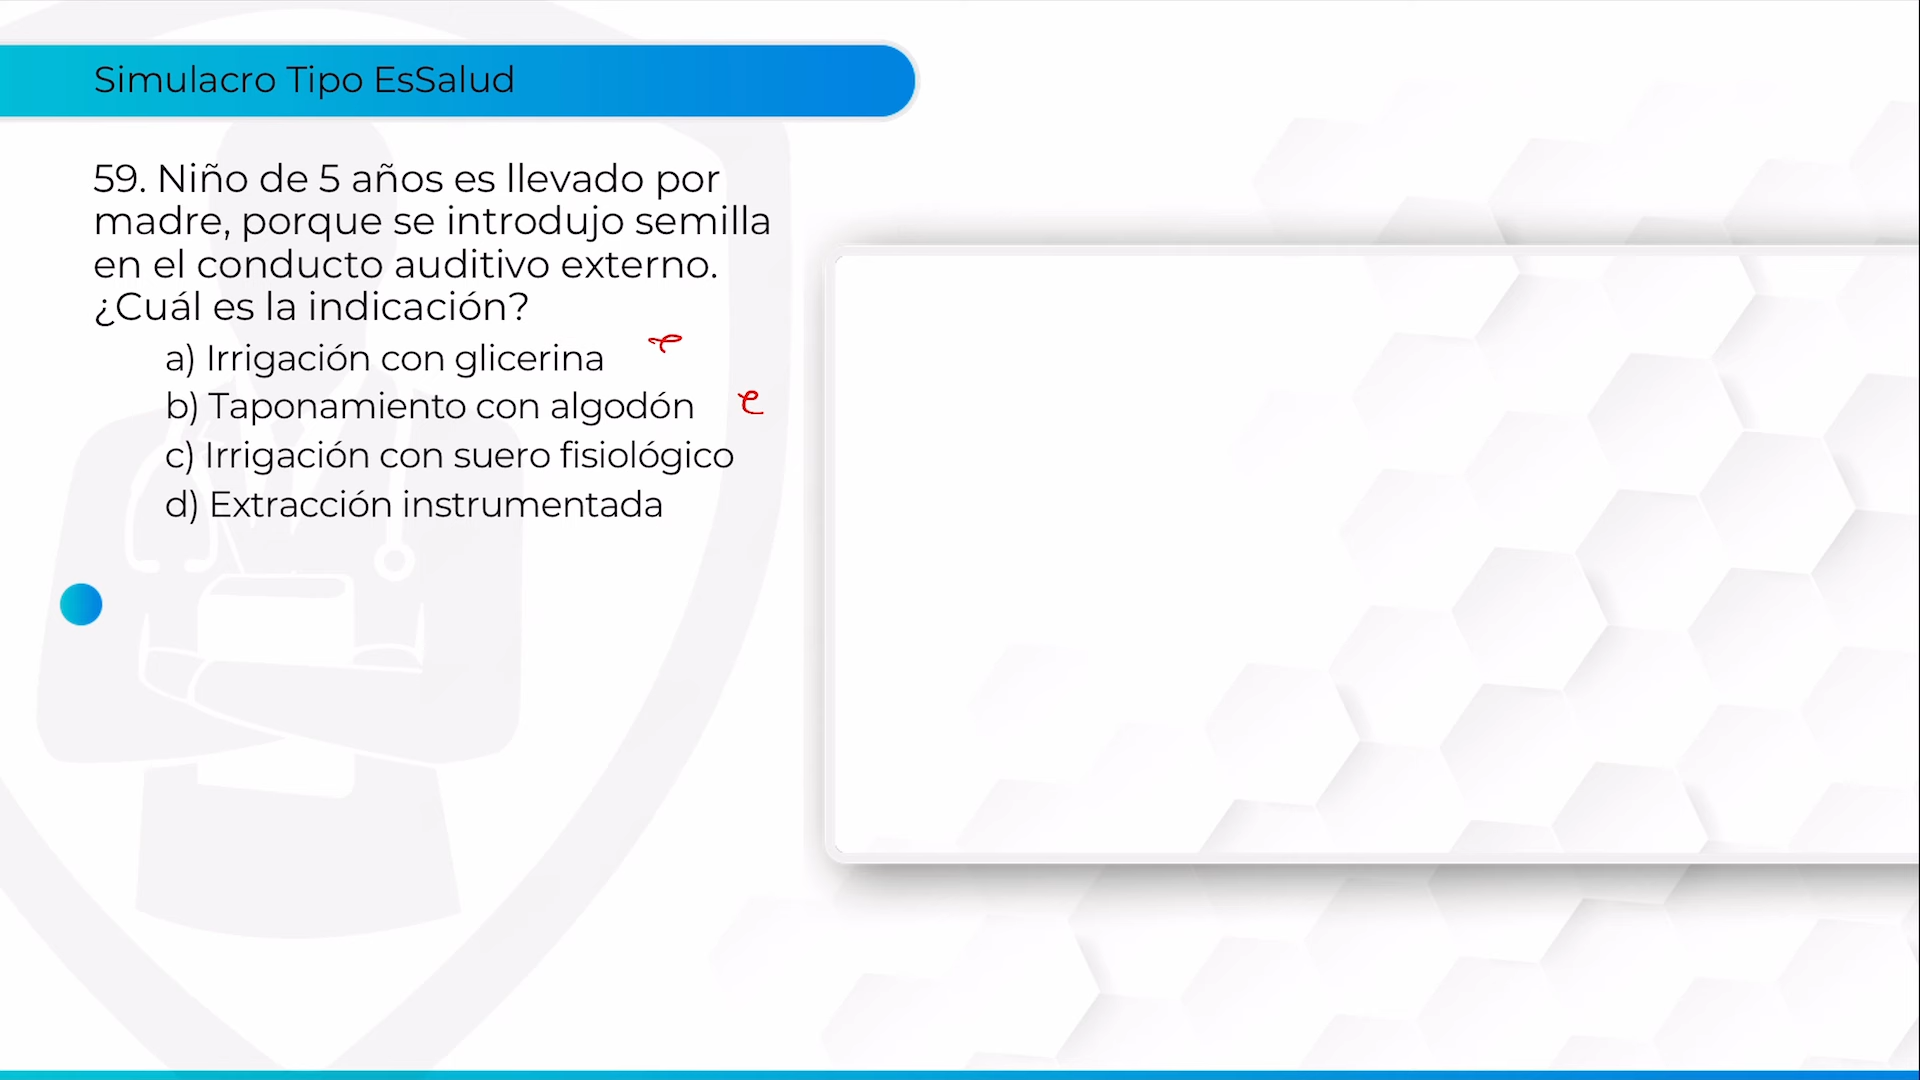 Simulacro Tipo EsSalud
59. Niño de 5 años es llevado por
madre, porque se introdujo semilla
en el conducto auditivo externo.
¿Cuál es la indicación?
a) Irrigación con glicerina
b) Taponamiento con algodón
c) Irrigación con suero fisiológico
d) Extracción instrumentada